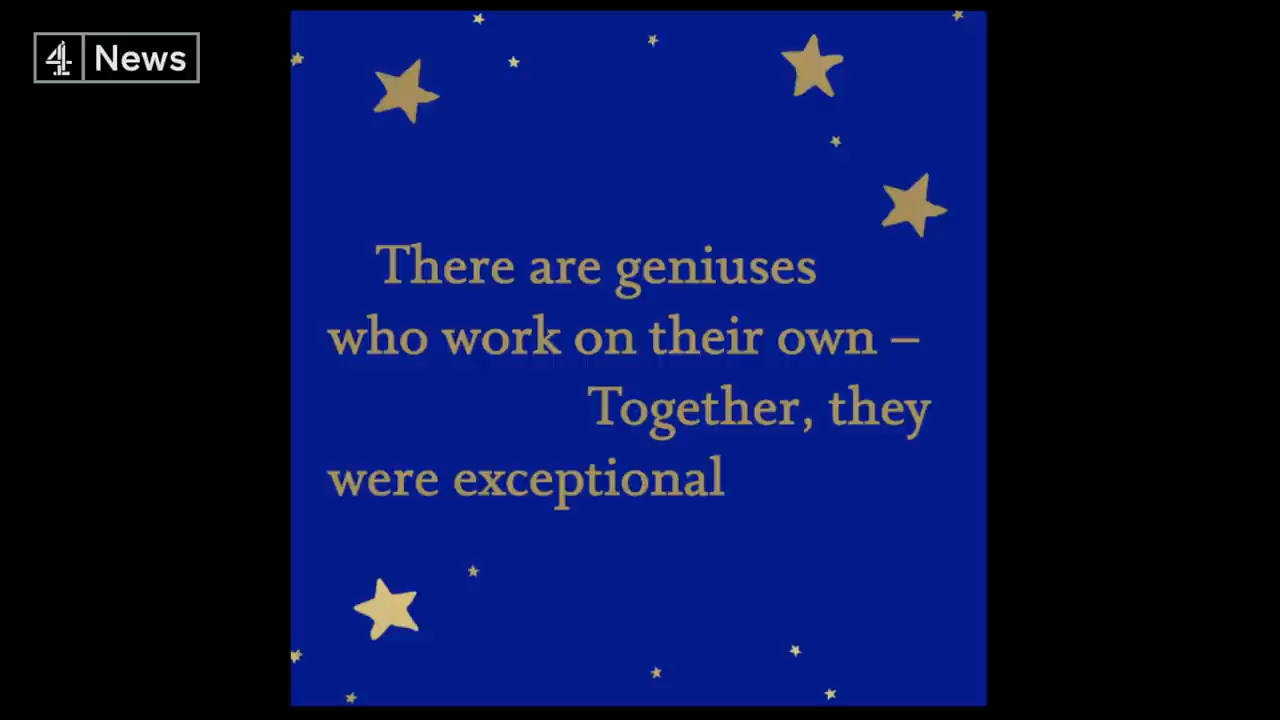 4 News
There are geniuses
who work on their own –
Together, they
were exceptional